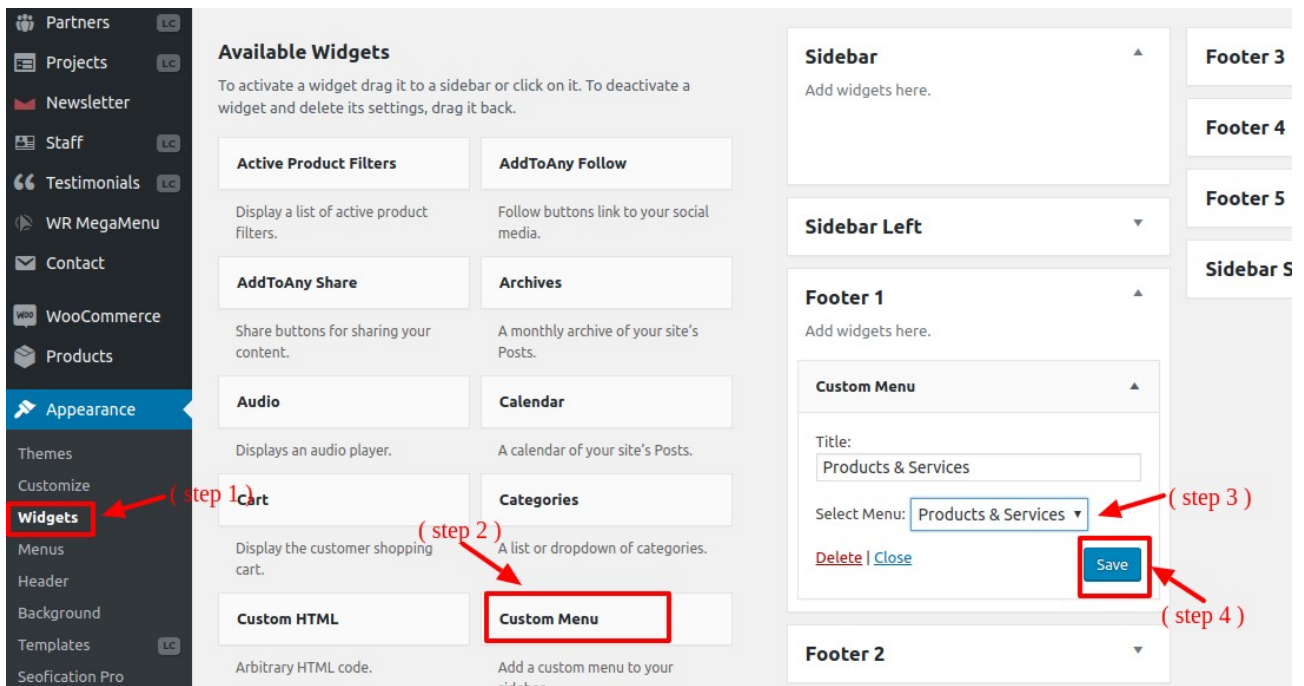 Partners LC
Projects LC
Newsletter
Staff LC
Testimonials LC
WR MegaMenu
Contact
WOO WooCommerce
Products
Appearance
Themes
Customize
Widgets
Menus
Header
Background
Templates LC
Seofication Pro
( step 1 )
Available Widgets
To activate a widget drag it to a sidebar or click on it. To deactivate a
widget and delete its settings, drag it back.
Active Product Filters
Display a list of active product
filters.
AddToAny Follow
Follow buttons link to your social
media.
AddToAny Share
Share buttons for sharing your
content.
Archives
A monthly archive of your site's
Posts.
Audio
Displays an audio player.
Calendar
A calendar of your site's Posts.
Cart
Display the customer shopping
cart.
Categories
A list or dropdown of categories.
( step 2 )
Custom HTML
Arbitrary HTML code.
Custom Menu
Add a custom menu to your
Sidebar
Add widgets here.
Sidebar Left
Footer 1
Add widgets here.
Custom Menu
Title:
Products & Services
Select Menu: Products & Services
( step 3 )
Delete | Close
Save
( step 4 )
Footer 2
Footer 3
Footer 4
Footer 5
Sidebar S